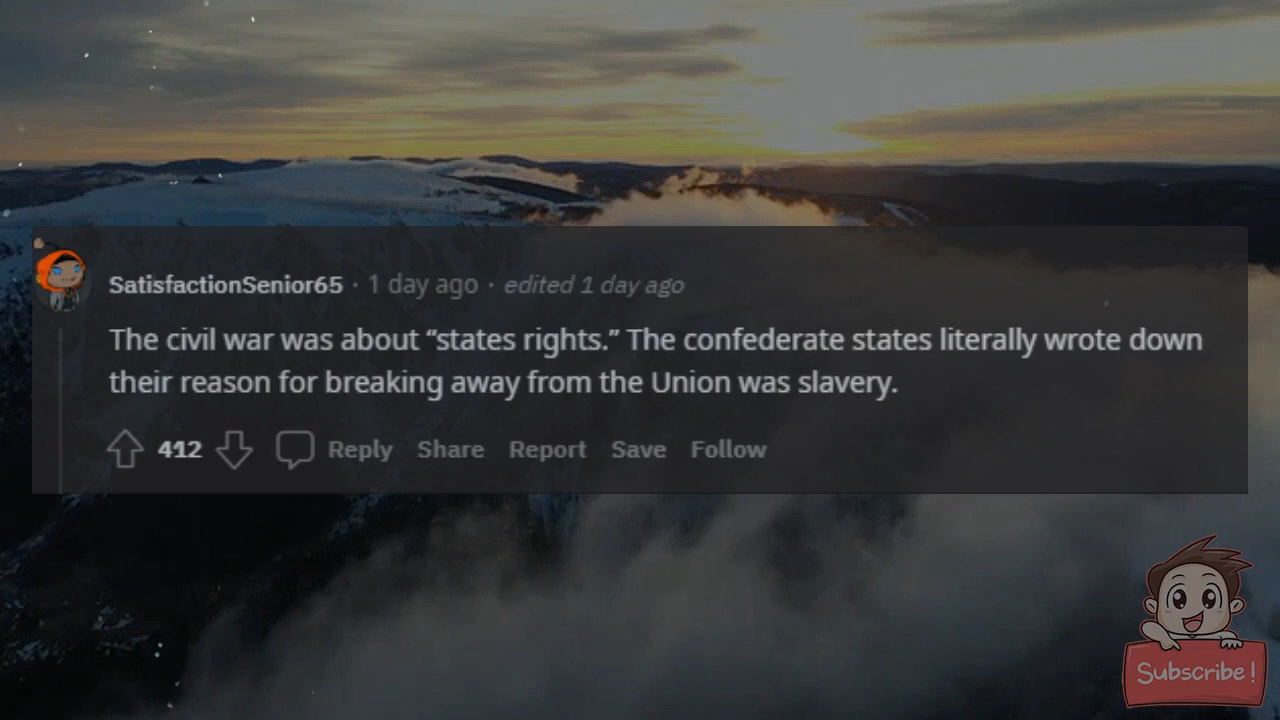 SatisfactionSenior65 · 1 day ago · edited 1 day ago
The civil war was about “states rights.” The confederate states literally wrote down
their reason for breaking away from the Union was slavery.
412 Reply Share Report Save Follow
Subscribe!